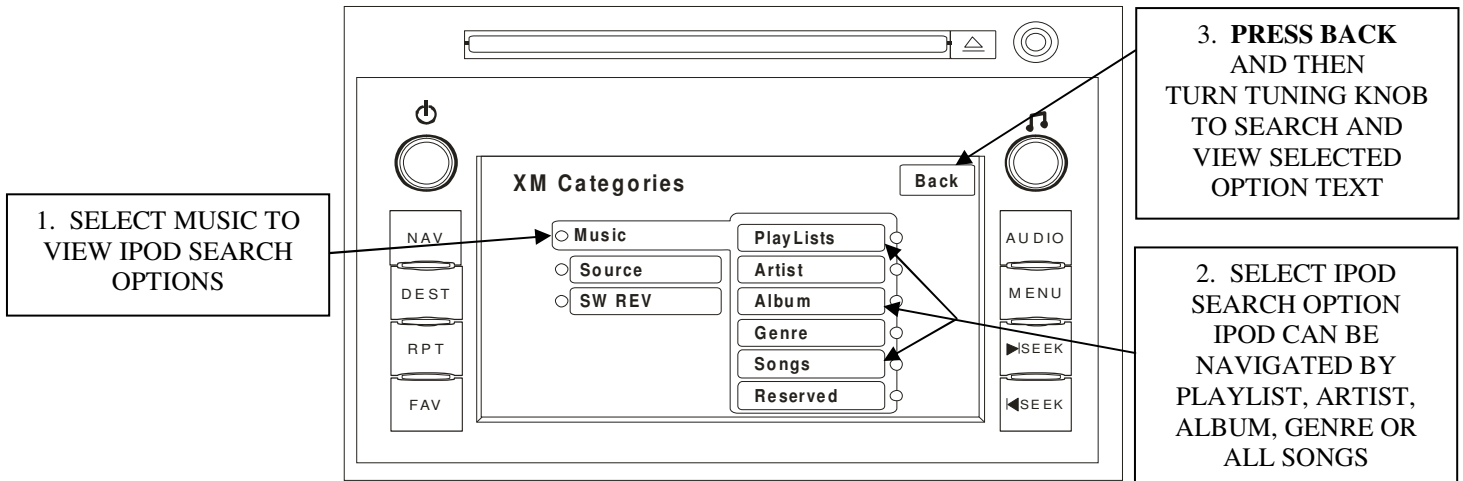 1. SELECT MUSIC TO
VIEW IPOD SEARCH
OPTIONS
NAV
DEST
RPT
FAV
XM Categories
Back
Music
Source
SW REV
PlayLists
Artist
Album
Genre
Songs
Reserved
AUDIO
MENU
SEEK
SEEK
3. PRESS BACK
AND THEN
TURN TUNING KNOB
TO SEARCH AND
VIEW SELECTED
OPTION TEXT
2. SELECT IPOD
SEARCH OPTION
IPOD CAN BE
NAVIGATED BY
PLAYLIST, ARTIST,
ALBUM, GENRE OR
ALL SONGS